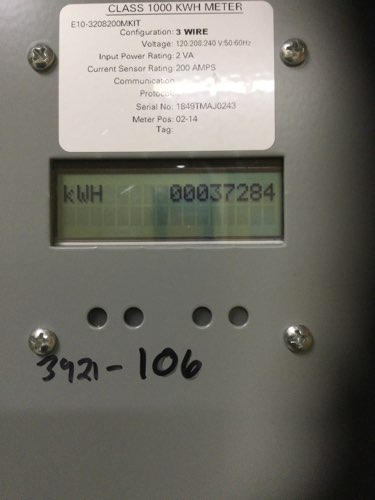 CLASS 1000 KWH METER
E10-3208200MKIT
Configuration: 3 WIRE
Voltage: 120/208-240 V:50-60Hz
Input Power Rating: 2 VA
Current Sensor Rating: 200 AMPS
Communication
Protoco
Serial No: 1849TMAJ0243
Meter Pos: 02-14
Tag:
kWH 00037284
3921-106